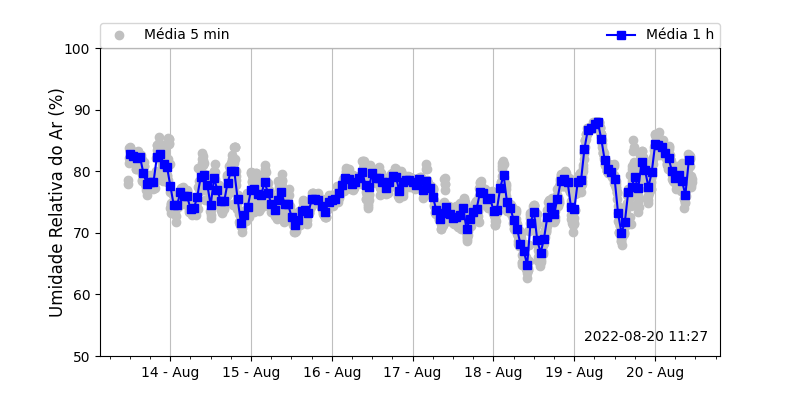 Média 5 min
Média 1 h
100
90
80
70
60
50
Umidade Relativa do Ar (%)
2022-08-20 11:27
14 - Aug
15 - Aug
16 - Aug
17 - Aug
18 - Aug
19 - Aug
20 - Aug